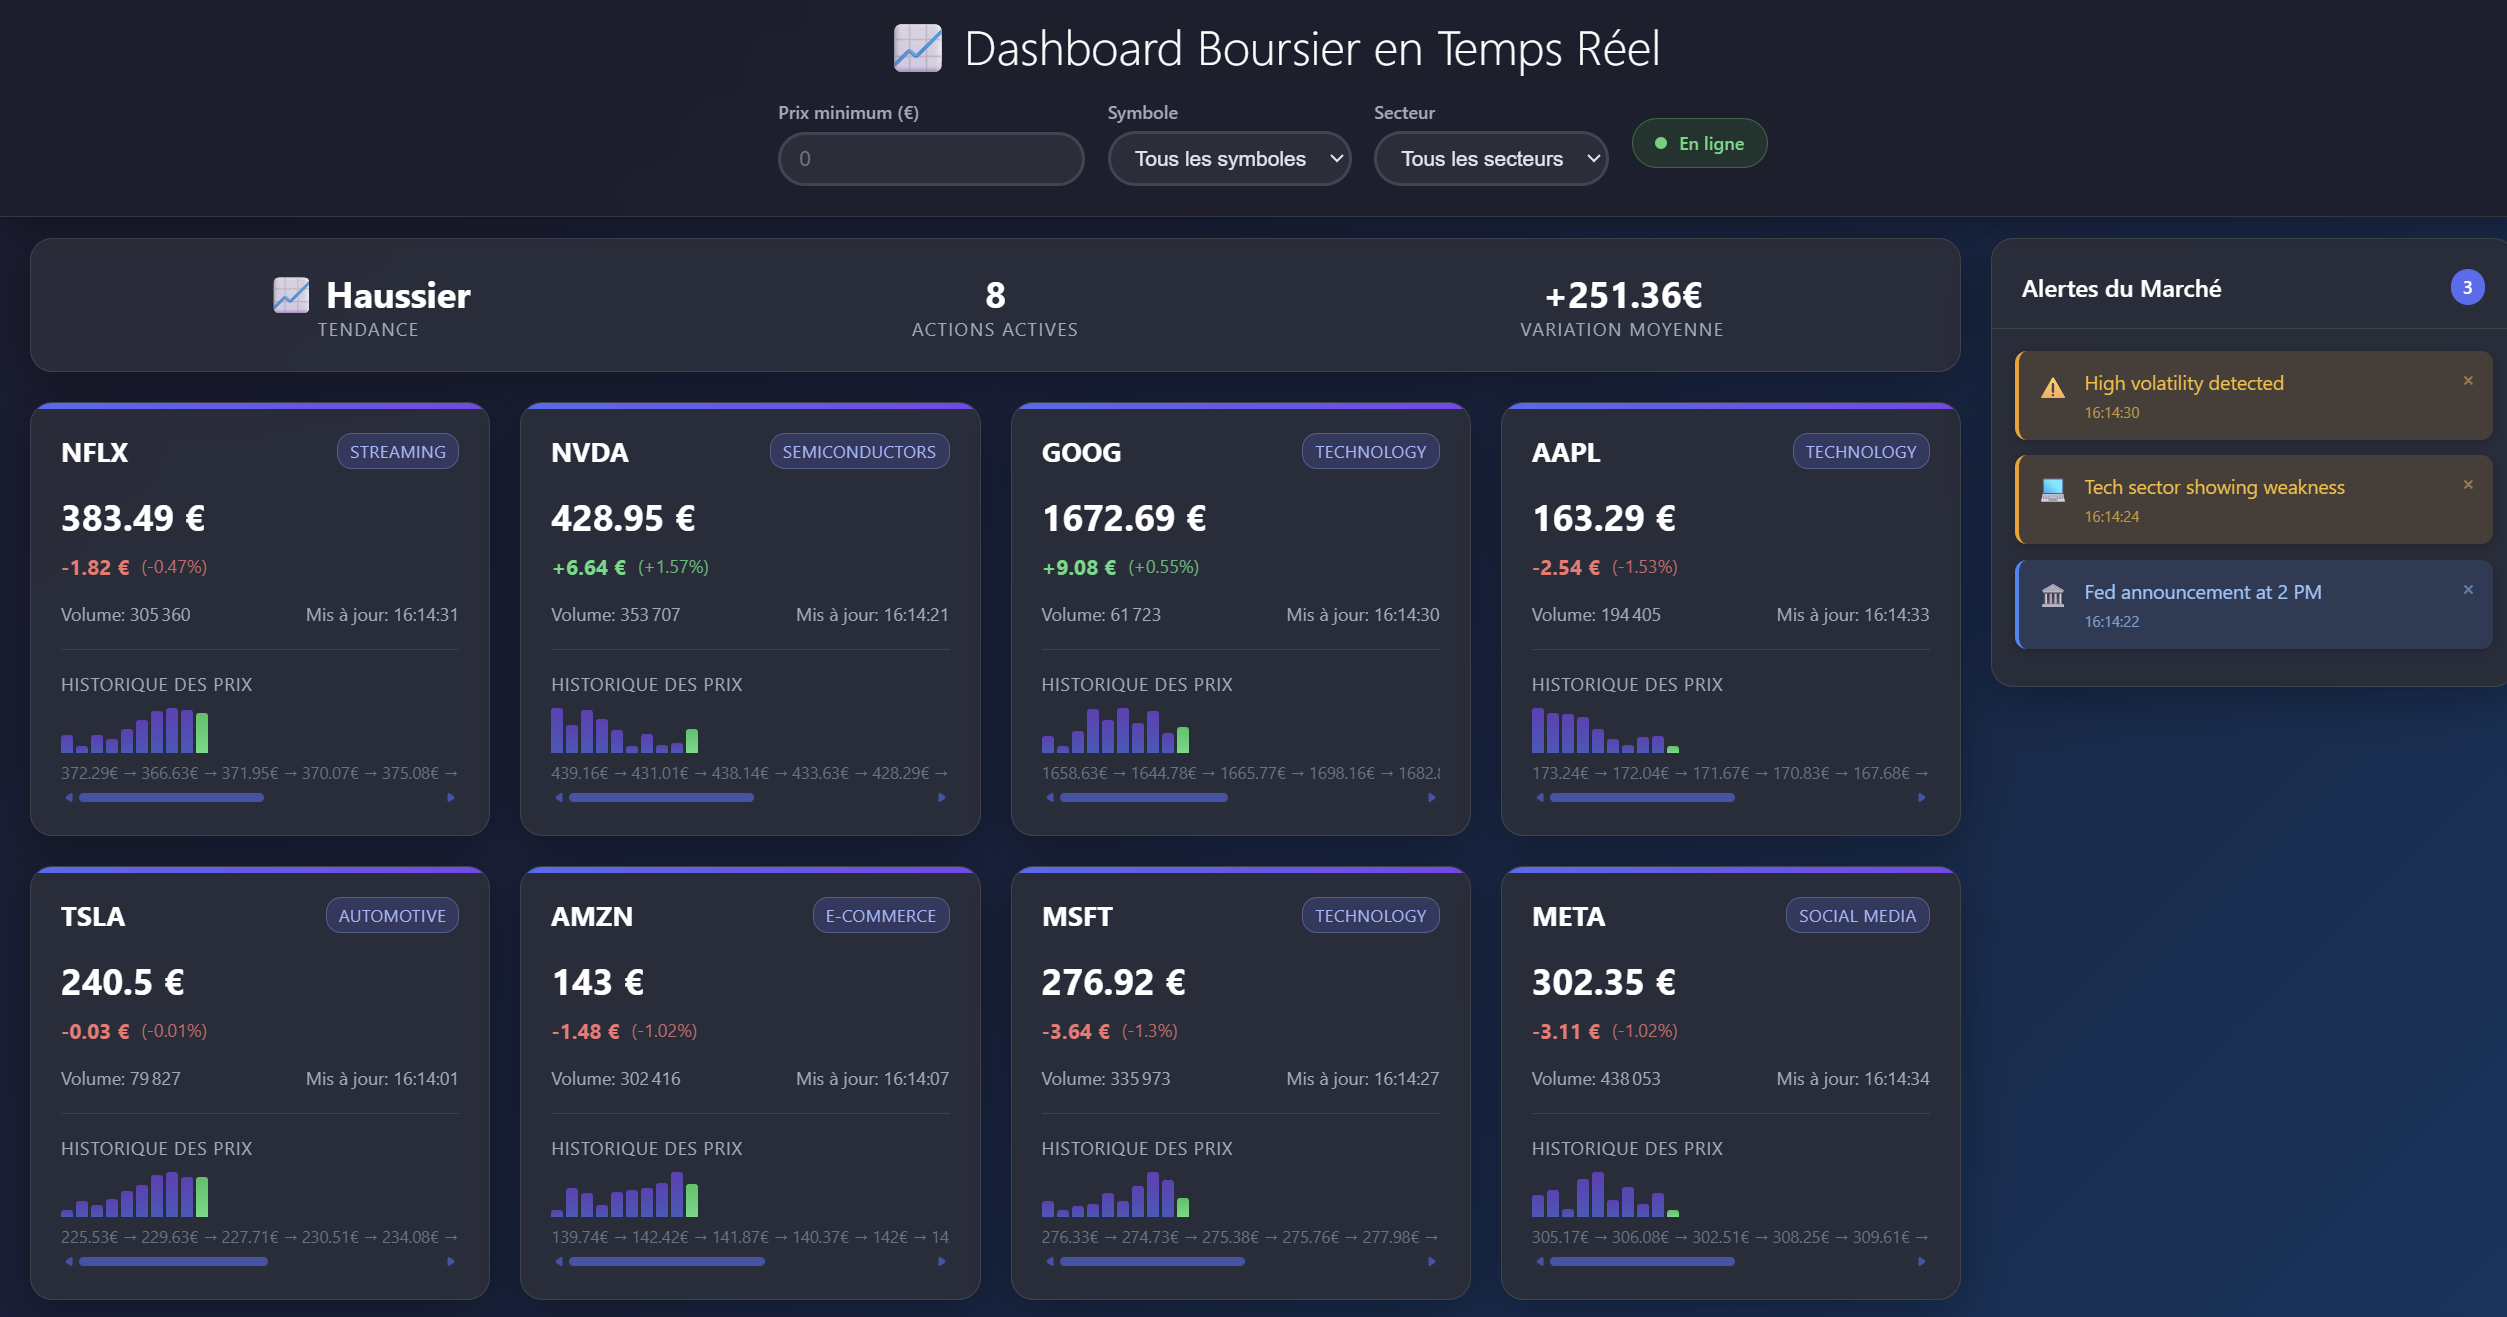 Dashboard Boursier en Temps Réel
Prix minimum (€)
0
Symbole
Tous les symboles
Secteur
Tous les secteurs
En ligne
Haussier
TENDANCE
8
ACTIONS ACTIVES
+251.36€
VARIATION MOYENNE
NFLX STREAMING
383.49 €
-1.82 € (-0.47%)
Volume: 305 360 Mis à jour: 16:14:31
HISTORIQUE DES PRIX
372.29€ → 366.63€ → 371.95€ → 370.07€ → 375.08€ →
NVDA SEMICONDUCTORS
428.95 €
+6.64 € (+1.57%)
Volume: 353 707 Mis à jour: 16:14:21
HISTORIQUE DES PRIX
439.16€ → 431.01€ → 438.14€ → 433.63€ → 428.29€ →
GOOG TECHNOLOGY
1672.69 €
+9.08 € (+0.55%)
Volume: 61 723 Mis à jour: 16:14:30
HISTORIQUE DES PRIX
1658.63€ → 1644.78€ → 1665.77€ → 1698.16€ → 1682.8
AAPL TECHNOLOGY
163.29 €
-2.54 € (-1.53%)
Volume: 194 405 Mis à jour: 16:14:33
HISTORIQUE DES PRIX
173.24€ → 172.04€ → 171.67€ → 170.83€ → 167.68€ →
TSLA AUTOMOTIVE
240.5 €
-0.03 € (-0.01%)
Volume: 79 827 Mis à jour: 16:14:01
HISTORIQUE DES PRIX
225.53€ → 229.63€ → 227.71€ → 230.51€ → 234.08€ →
AMZN E-COMMERCE
143 €
-1.48 € (-1.02%)
Volume: 302 416 Mis à jour: 16:14:07
HISTORIQUE DES PRIX
139.74€ → 142.42€ → 141.87€ → 140.37€ → 142€ → 14
MSFT TECHNOLOGY
276.92 €
-3.64 € (-1.3%)
Volume: 335 973 Mis à jour: 16:14:27
HISTORIQUE DES PRIX
276.33€ → 274.73€ → 275.38€ → 275.76€ → 277.98€ →
META SOCIAL MEDIA
302.35 €
-3.11 € (-1.02%)
Volume: 438 053 Mis à jour: 16:14:34
HISTORIQUE DES PRIX
305.17€ → 306.08€ → 302.51€ → 308.25€ → 309.61€ →
Alertes du Marché 3
High volatility detected ×
16:14:30
Tech sector showing weakness ×
16:14:24
Fed announcement at 2 PM ×
16:14:22